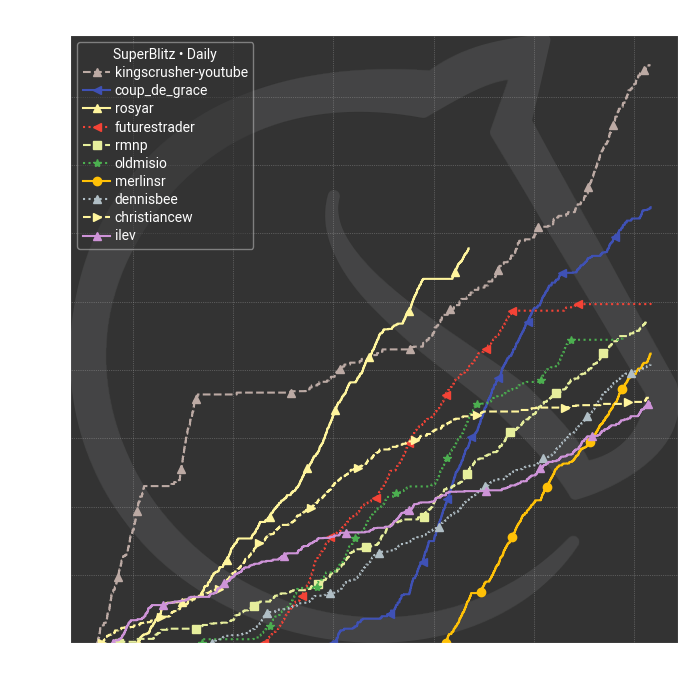 SuperBlitz • Daily
kingscrusher-youtube
coup_de_grace
rosyar
futurestrader
rmnp
oldmisio
merlinsr
dennisbee
christiancew
ilev